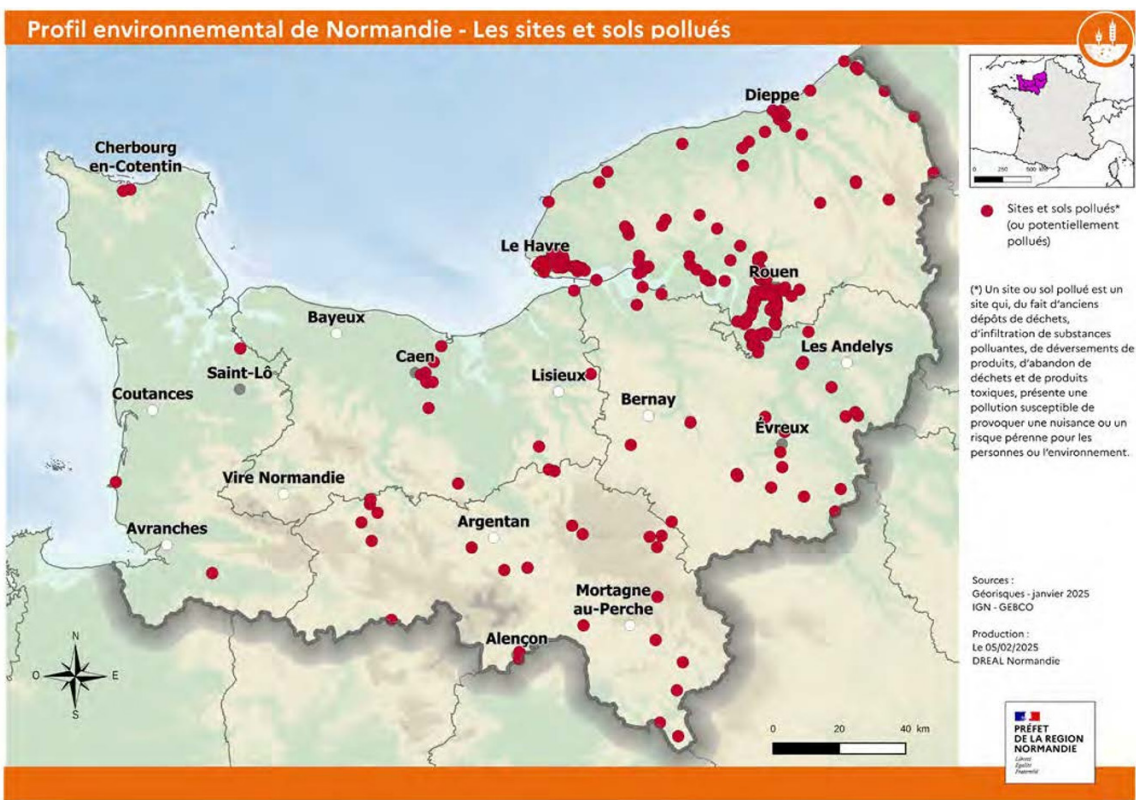 Profil environnemental de Normandie - Les sites et sols pollués
Cherbourg
en-Cotentin
Dieppe
Le Havre
Rouen
Bayeux
Caen
Saint-Lô
Lisieux
Les Andelys
Coutances
Bernay
Évreux
Vire Normandie
Argentan
Avranches
Mortagne
au-Perche
Alençon
N
O
E
S
0 20 40 km
0 250 500 km
Sites et sols pollués*
(ou potentiellement
pollués)
(*) Un site ou sol pollué est un
site qui, du fait d'anciens
dépôts de déchets,
d'infiltration de substances
polluantes, de déversements de
produits, d'abandon de
déchets et de produits
toxiques, présente une
pollution susceptible de
provoquer une nuisance ou un
risque pérenne pour les
personnes ou l'environnement.
Sources :
Géorisques - janvier 2025
IGN - GEBCO
Production :
Le 05/02/2025
DREAL Normandie
PRÉFET
DE LA REGION
NORMANDIE
Liberté
Égalité
Fraternité